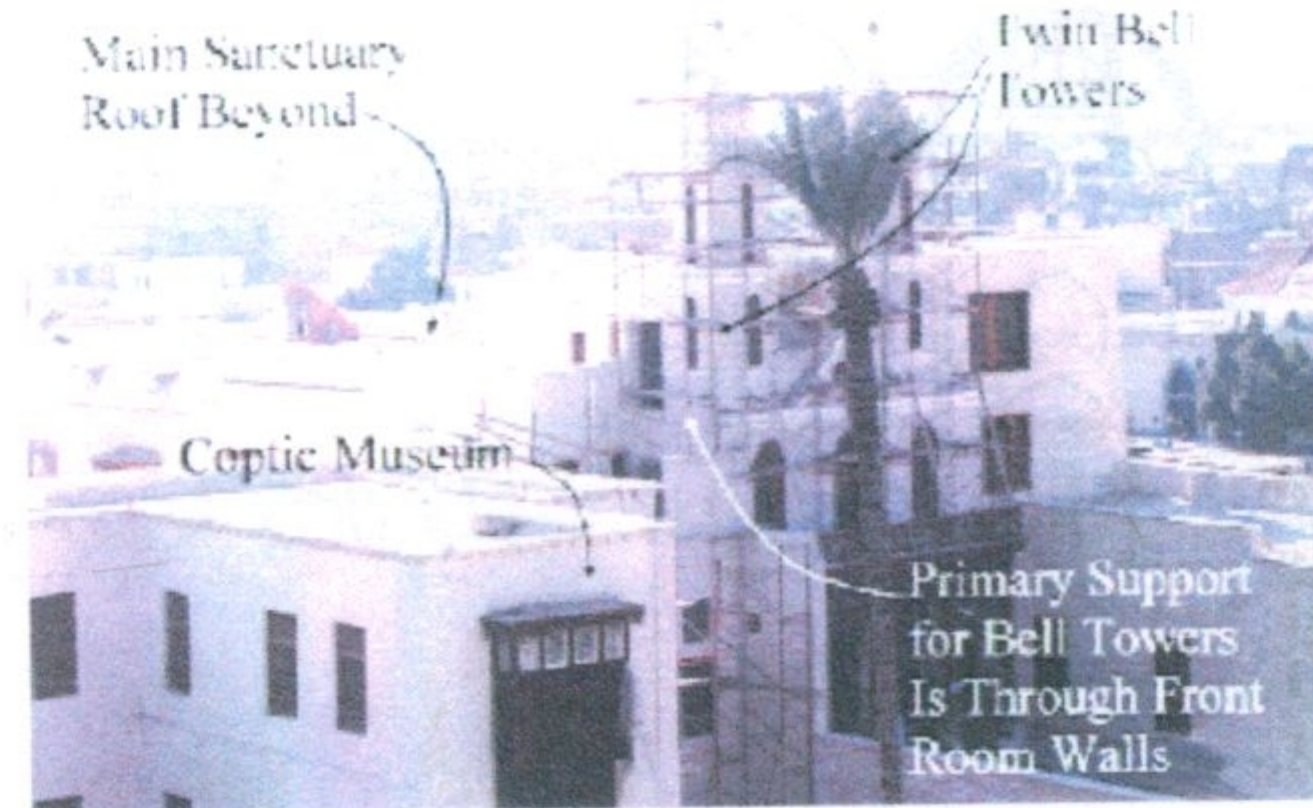 Main Sanctuary
Roof Beyond
Twin Bell
Towers
Coptic Museum
Primary Support
for Bell Towers
Is Through Front
Room Walls